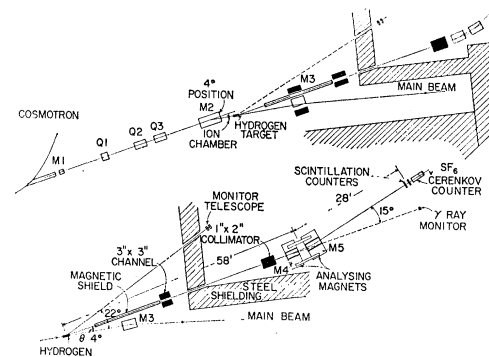 4°
POSITION
M2
M3
MAIN BEAM
COSMOTRON
ION
CHAMBER
HYDROGEN
TARGET
Q2 Q3
Q1
M1
SCINTILLATION
COUNTERS
SF6
CERENKOV
COUNTER
28'
MONITOR
TELESCOPE
1"x 2"
COLLIMATOR
15°
γ RAY
MONITOR
3"x 3"
CHANNEL
58'
M5
M4
MAGNETIC
SHIELD
ANALYSING
MAGNETS
STEEL
SHIELDING
22°
M3
MAIN BEAM
θ 4°
HYDROGEN